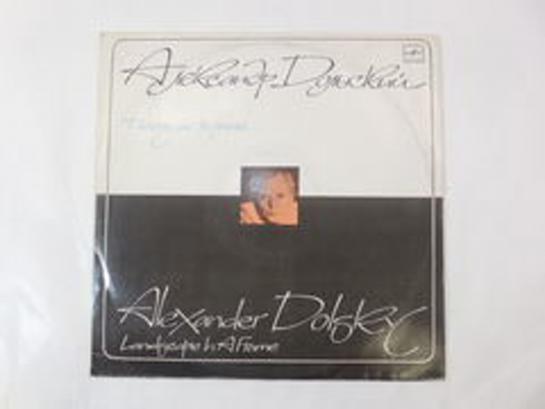 Александр Дольский
Alexander Dolsky
Landscape In A Frame